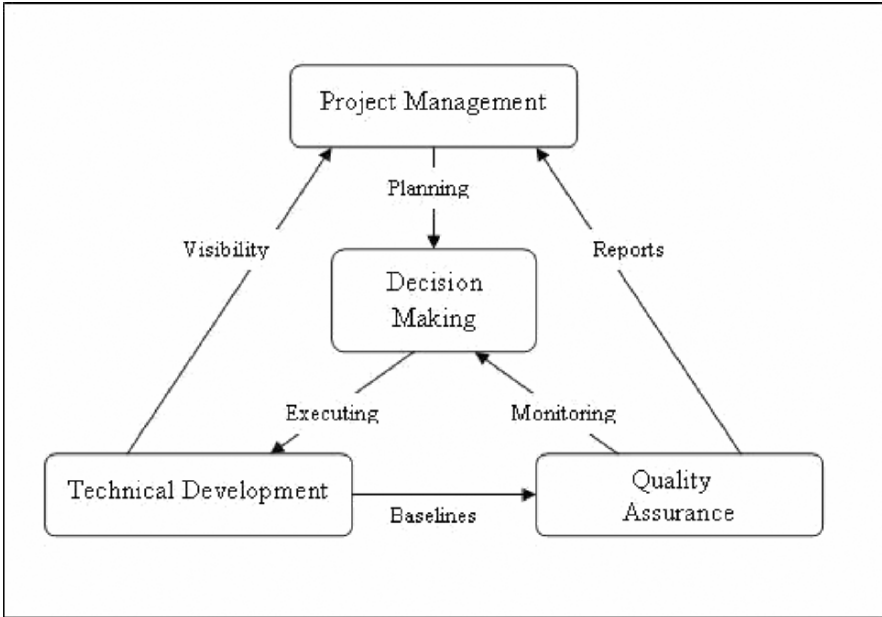 Project Management
Planning
Visibility
Reports
Decision
Making
Executing
Monitoring
Technical Development
Quality
Assurance
Baselines